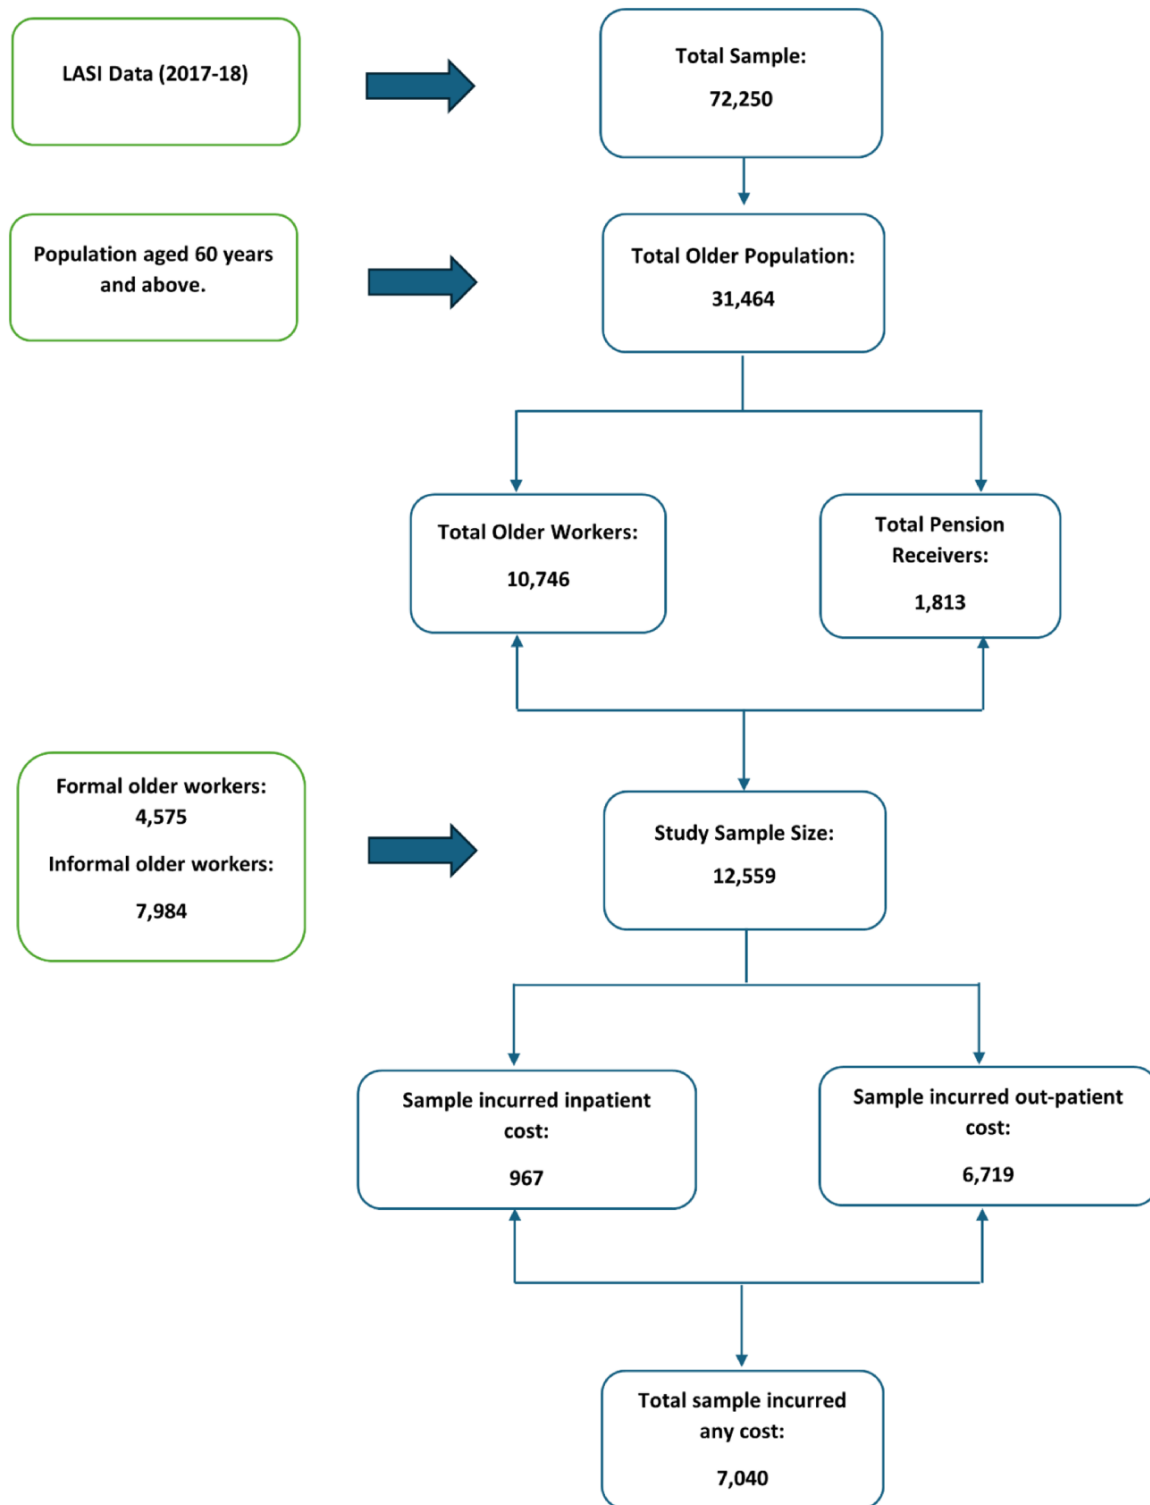 LASI Data (2017-18)
Total Sample:
72,250
Population aged 60 years
and above.
Total Older Population:
31,464
Total Older Workers:
10,746
Total Pension
Receivers:
1,813
Formal older workers:
4,575
Informal older workers:
7,984
Study Sample Size:
12,559
Sample incurred inpatient
cost:
967
Sample incurred out-patient
cost:
6,719
Total sample incurred
any cost:
7,040